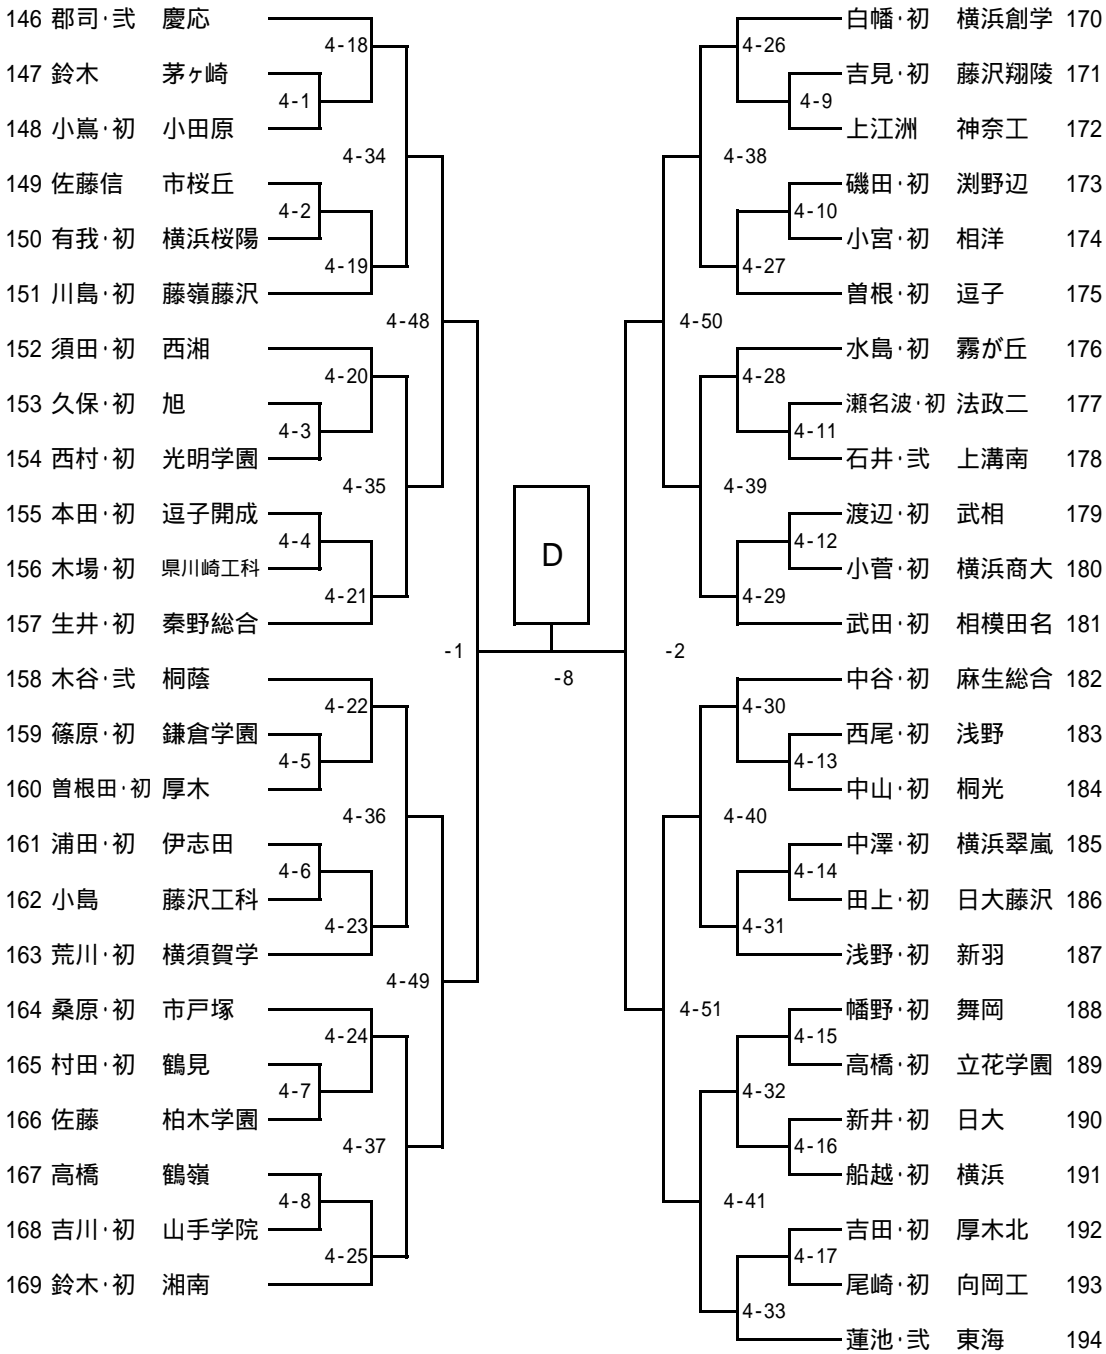 146 郡司・弐 慶応
147 鈴木 茅ヶ崎
148 小嶌・初 小田原
149 佐藤信 市桜丘
150 有我・初 横浜桜陽
151 川島・初 藤嶺藤沢
152 須田・初 西湘
153 久保・初 旭
154 西村・初 光明学園
155 本田・初 逗子開成
156 木場・初 県川崎工科
157 生井・初 秦野総合
158 木谷・弐 桐蔭
159 篠原・初 鎌倉学園
160 曽根田・初 厚木
161 浦田・初 伊志田
162 小島 藤沢工科
163 荒川・初 横須賀学
164 桑原・初 市戸塚
165 村田・初 鶴見
166 佐藤 柏木学園
167 高橋 鶴嶺
168 吉川・初 山手学院
169 鈴木・初 湘南
4-18
4-1
4-34
4-2
4-19
4-48
4-20
4-3
4-35
4-4
4-21
-1
4-22
4-5
4-36
4-6
4-23
4-49
4-24
4-7
4-37
4-8
4-25
D
-8
白幡・初 横浜創学 170
吉見・初 藤沢翔陵 171
上江洲 神奈工 172
磯田・初 渕野辺 173
小宮・初 相洋 174
曽根・初 逗子 175
水島・初 霧が丘 176
瀬名波・初 法政二 177
石井・弐 上溝南 178
渡辺・初 武相 179
小菅・初 横浜商大 180
武田・初 相模田名 181
中谷・初 麻生総合 182
西尾・初 浅野 183
中山・初 桐光 184
中澤・初 横浜翠嵐 185
田上・初 日大藤沢 186
浅野・初 新羽 187
幡野・初 舞岡 188
高橋・初 立花学園 189
新井・初 日大 190
船越・初 横浜 191
吉田・初 厚木北 192
尾崎・初 向岡工 193
蓮池・弐 東海 194
4-26
4-9
4-38
4-10
4-27
4-50
4-28
4-11
4-39
4-12
4-29
-2
4-30
4-13
4-40
4-14
4-31
4-51
4-15
4-32
4-16
4-41
4-17
4-33